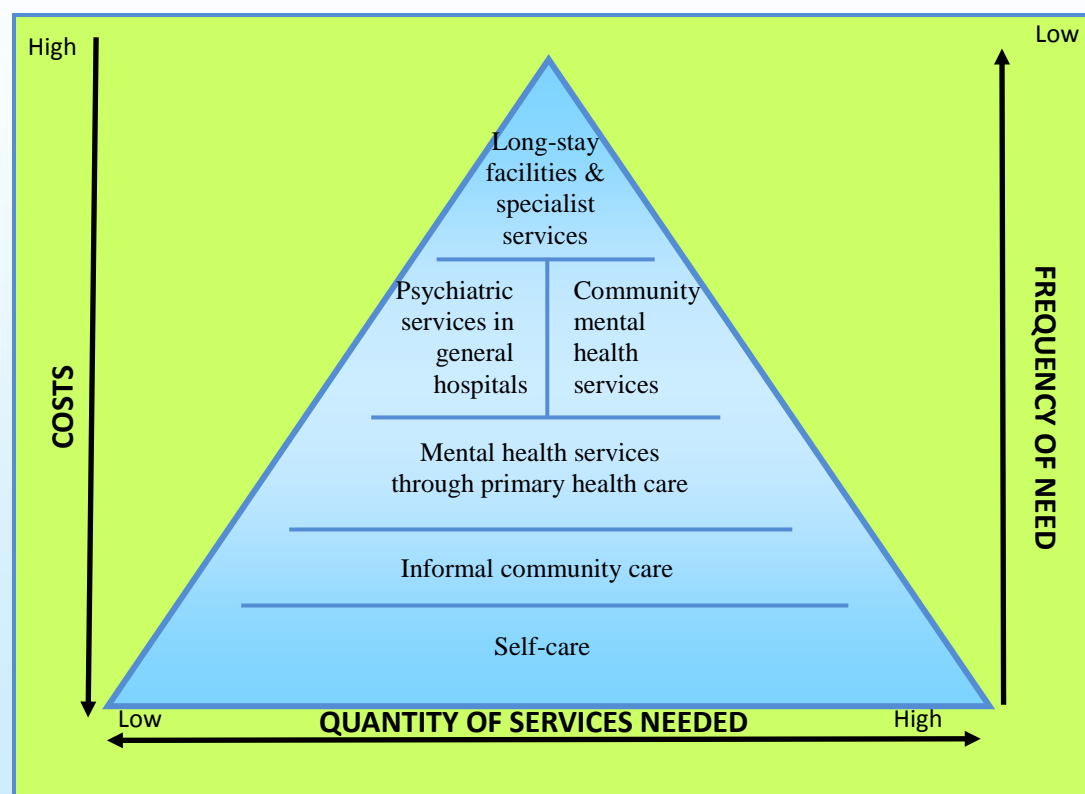 High
Low
Long-stay
facilities &
specialist
services
Psychiatric
services in
general
hospitals
Community
mental
health
services
COSTS
FREQUENCY OF NEED
Mental health services
through primary health care
Informal community care
Self-care
Low
QUANTITY OF SERVICES NEEDED
High